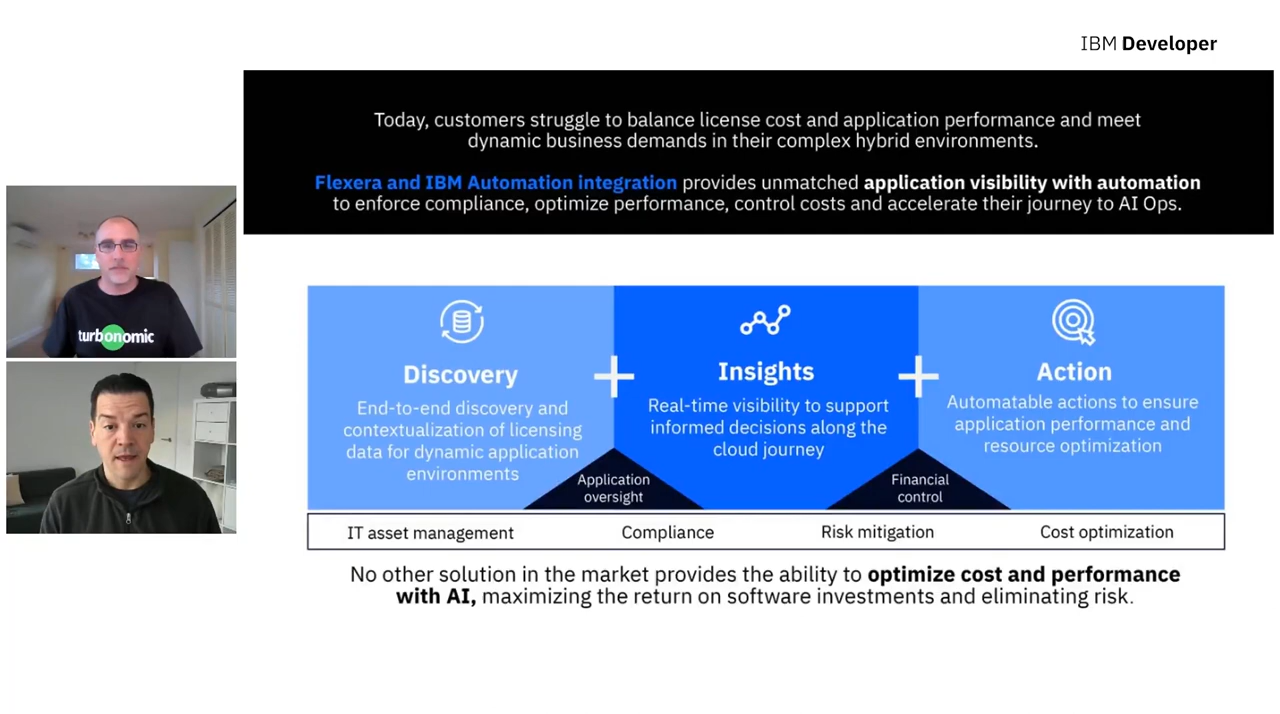 IBM Developer
Today, customers struggle to balance license cost and application performance and meet
dynamic business demands in their complex hybrid environments.
Flexera and IBM Automation integration provides unmatched application visibility with automation
to enforce compliance, optimize performance, control costs and accelerate their journey to AI Ops.
turbonomic
Discovery
End-to-end discovery and
contextualization of licensing
data for dynamic application
environments
Insights
Real-time visibility to support
informed decisions along the
cloud journey
Action
Automatable actions to ensure
application performance and
resource optimization
Application
oversight
Financial
control
IT asset management
Compliance
Risk mitigation
Cost optimization
No other solution in the market provides the ability to optimize cost and performance
with AI, maximizing the return on software investments and eliminating risk.